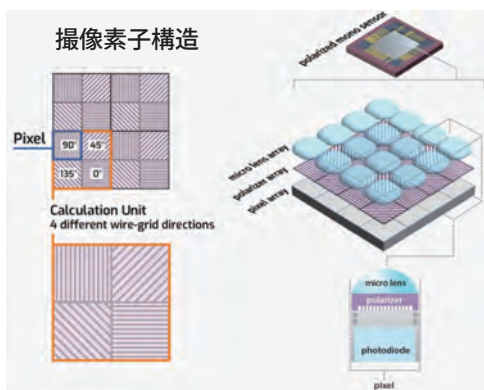 撮像素子構造
Pixel
90°
45°
135°
0°
Calculation Unit
4 different wire-grid directions
polarized mono sensor
micro lens array
polarizer array
pixel array
micro lens
polarizer
photodiode
pixel